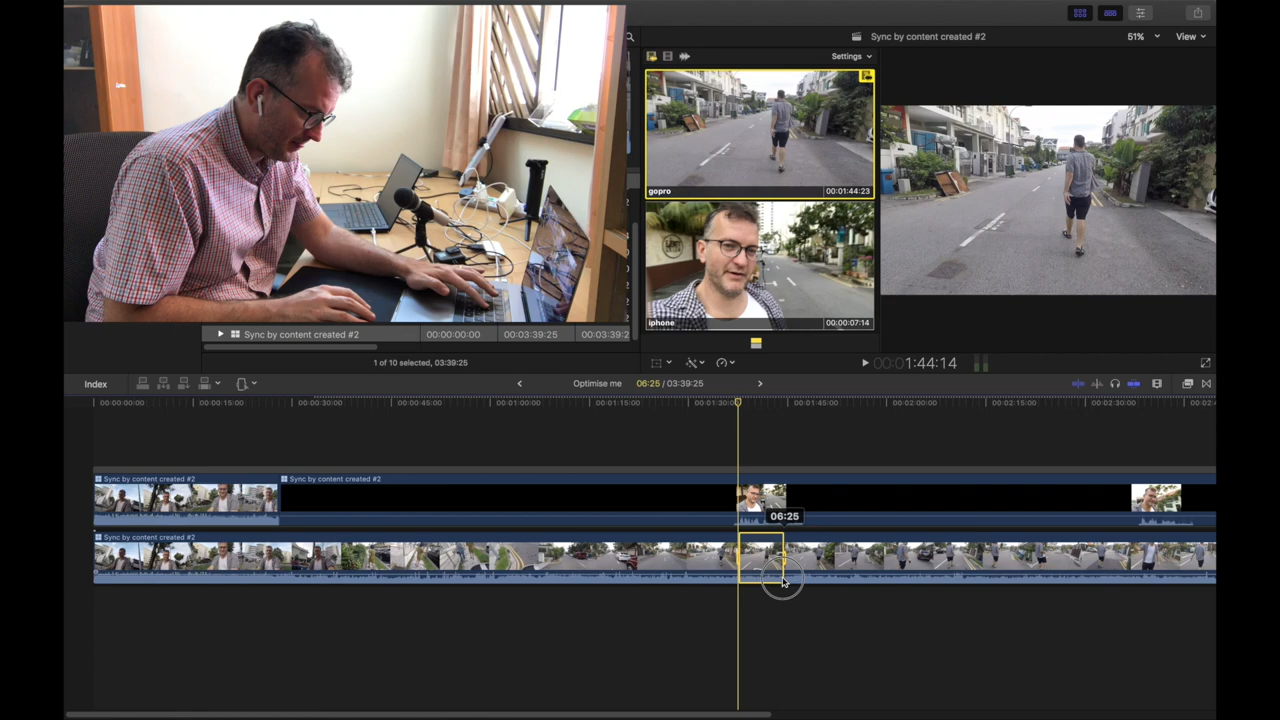 Sync by content created #2
51%
View
Settings
gopro
00:01:44:23
iphone
00:00:07:14
Sync by content created #2
00:00:00:00
00:03:39:25
00:03:39:2
1 of 10 selected, 03:39:25
00:01:44:14
Index
Optimise me
06:25 / 03:39:25
00:00:00:00
00:00:15:00
00:00:30:00
00:00:45:00
00:01:00:00
00:01:15:00
00:01:30:0
00:01:45:00
00:02:00:00
00:02:15:00
00:02:30:00
00:02:4
Sync by content created #2
Sync by content created #2
06:25
Sync by content created #2